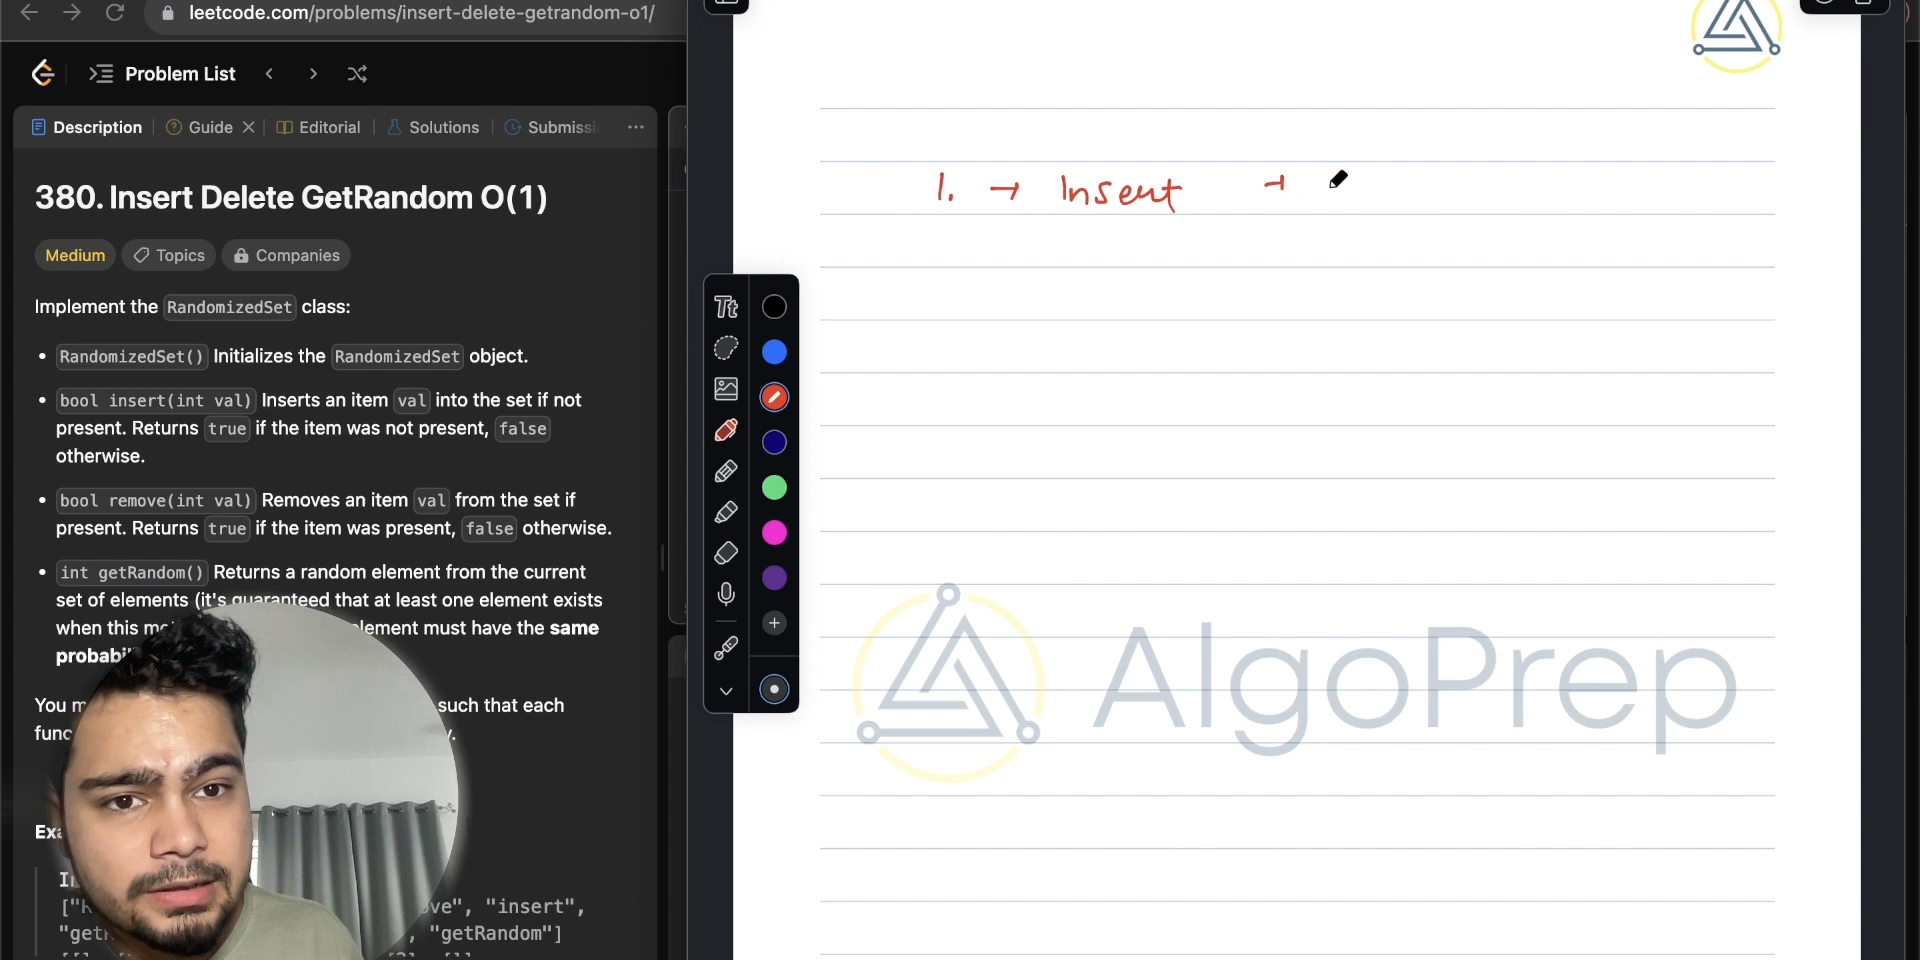 leetcode.com/problems/insert-delete-getrandom-o1/
Problem List
Description Guide Editorial Solutions Submissi
380. Insert Delete GetRandom O(1)
Medium Topics Companies
Implement the RandomizedSet class:
• RandomizedSet() Initializes the RandomizedSet object.
• bool insert(int val) Inserts an item val into the set if not
present. Returns true if the item was not present, false
otherwise.
• bool remove(int val) Removes an item val from the set if
present. Returns true if the item was present, false otherwise.
• int getRandom() Returns a random element from the current
set of elements (it's guaranteed that at least one element exists
when this lement must have the same
You such that each
"insert",
"getRandom"]
1. → Insert →
Tt
AlgoPrep